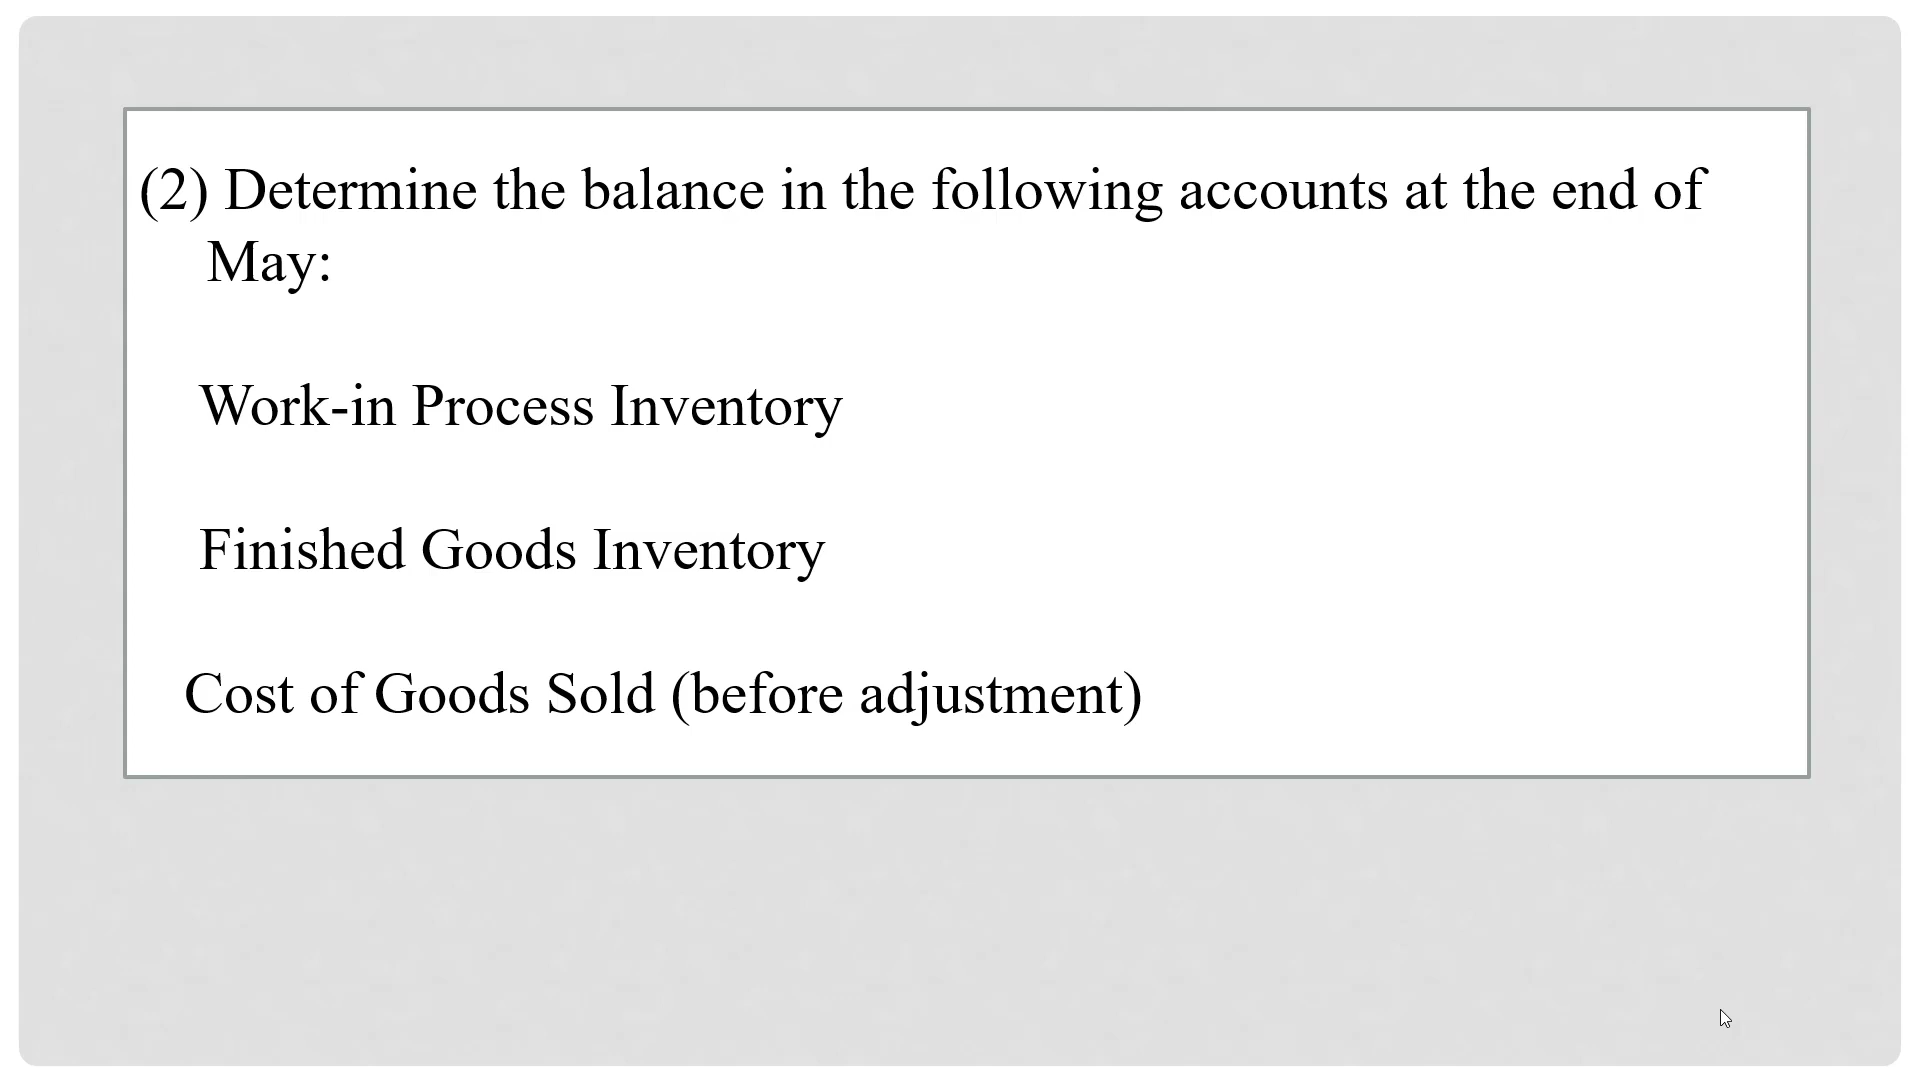 (2) Determine the balance in the following accounts at the end of
May:
Work-in Process Inventory
Finished Goods Inventory
Cost of Goods Sold (before adjustment)